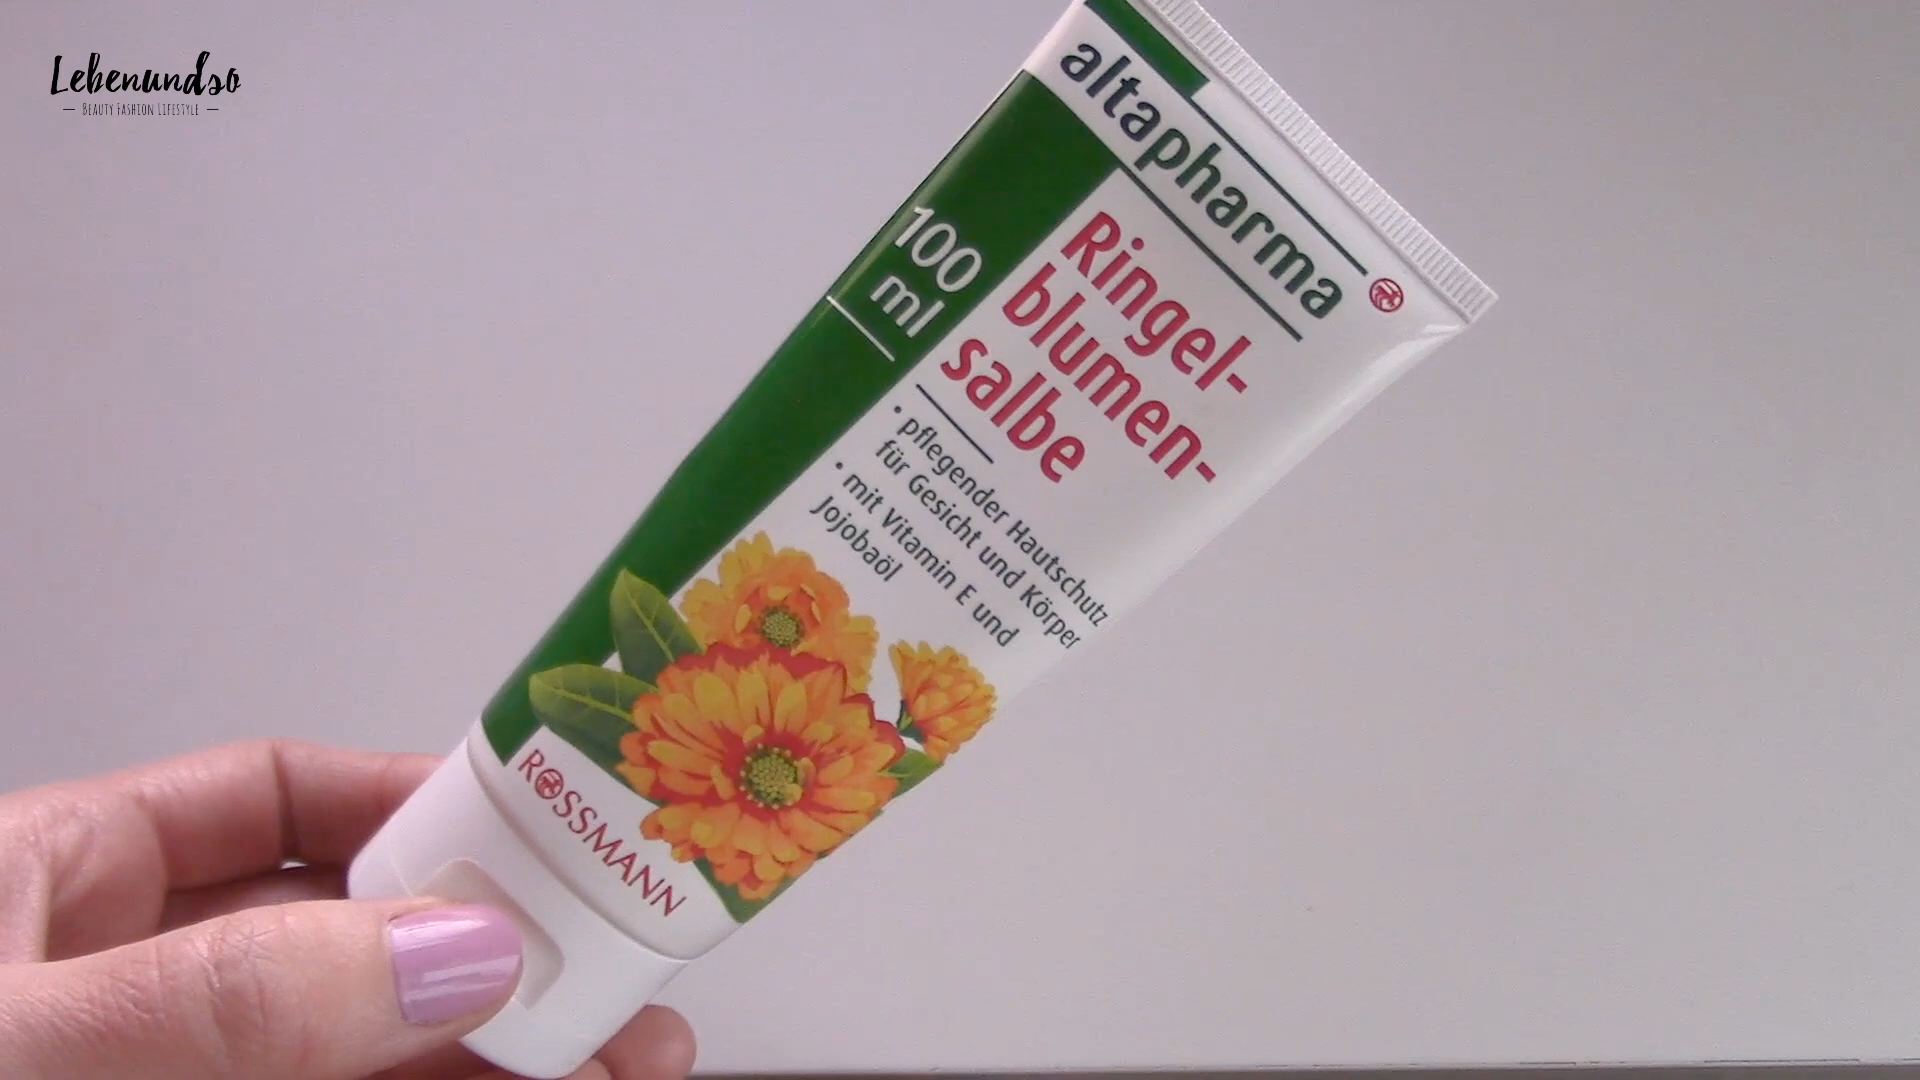 Lebenundso
BEAUTY FASHION LIFESTYLE
altapharma
100
ml
Ringel-
blumen-
salbe
• pflegender Hautschutz
für Gesicht und Körper
• mit Vitamin E und
Jojobaöl
ROSSMANN